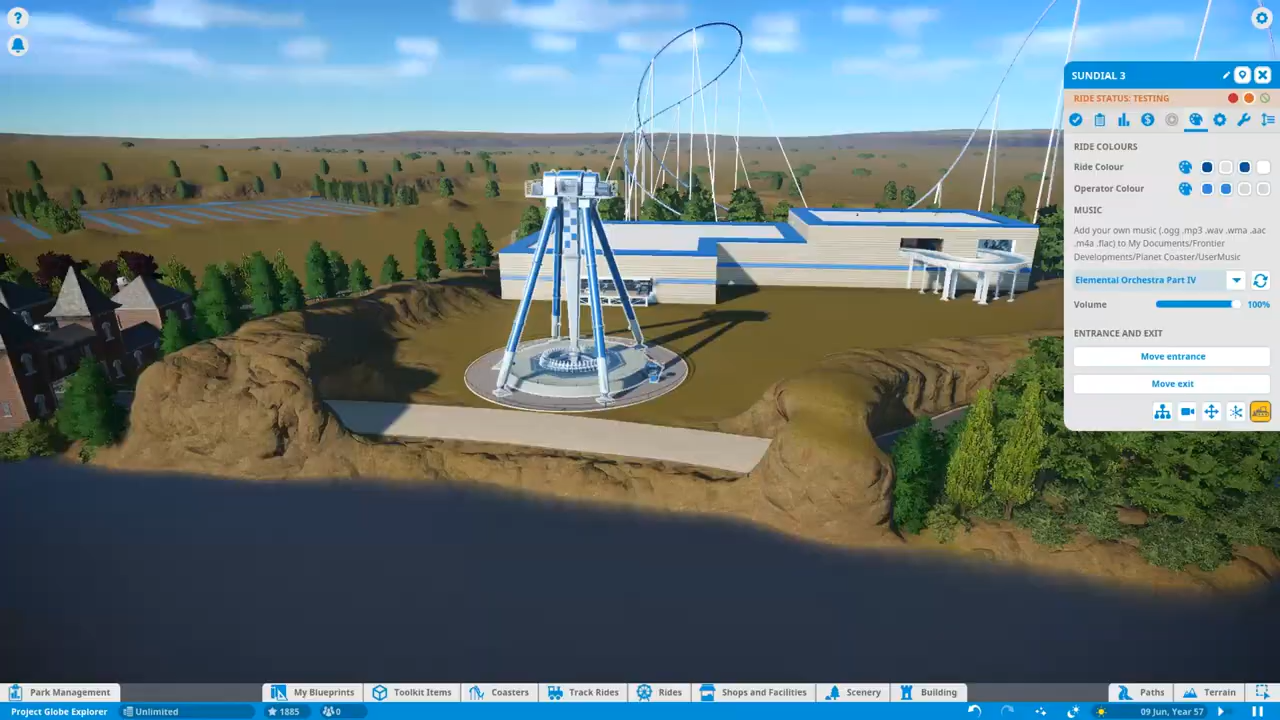 SUNDIAL 3
RIDE STATUS: TESTING
RIDE COLOURS
Ride Colour
Operator Colour
MUSIC
Add your own music (.ogg .mp3 .wav .wma .aac
.m4a .flac) to My Documents/Frontier
Developments/Planet Coaster/UserMusic
Elemental Orchestra Part IV
Volume 100%
ENTRANCE AND EXIT
Move entrance
Move exit
Park Management My Blueprints Toolkit Items Coasters Track Rides Rides Shops and Facilities Scenery Building Paths Terrain
Project Globe Explorer Unlimited 1885 0 09 Jun, Year 57